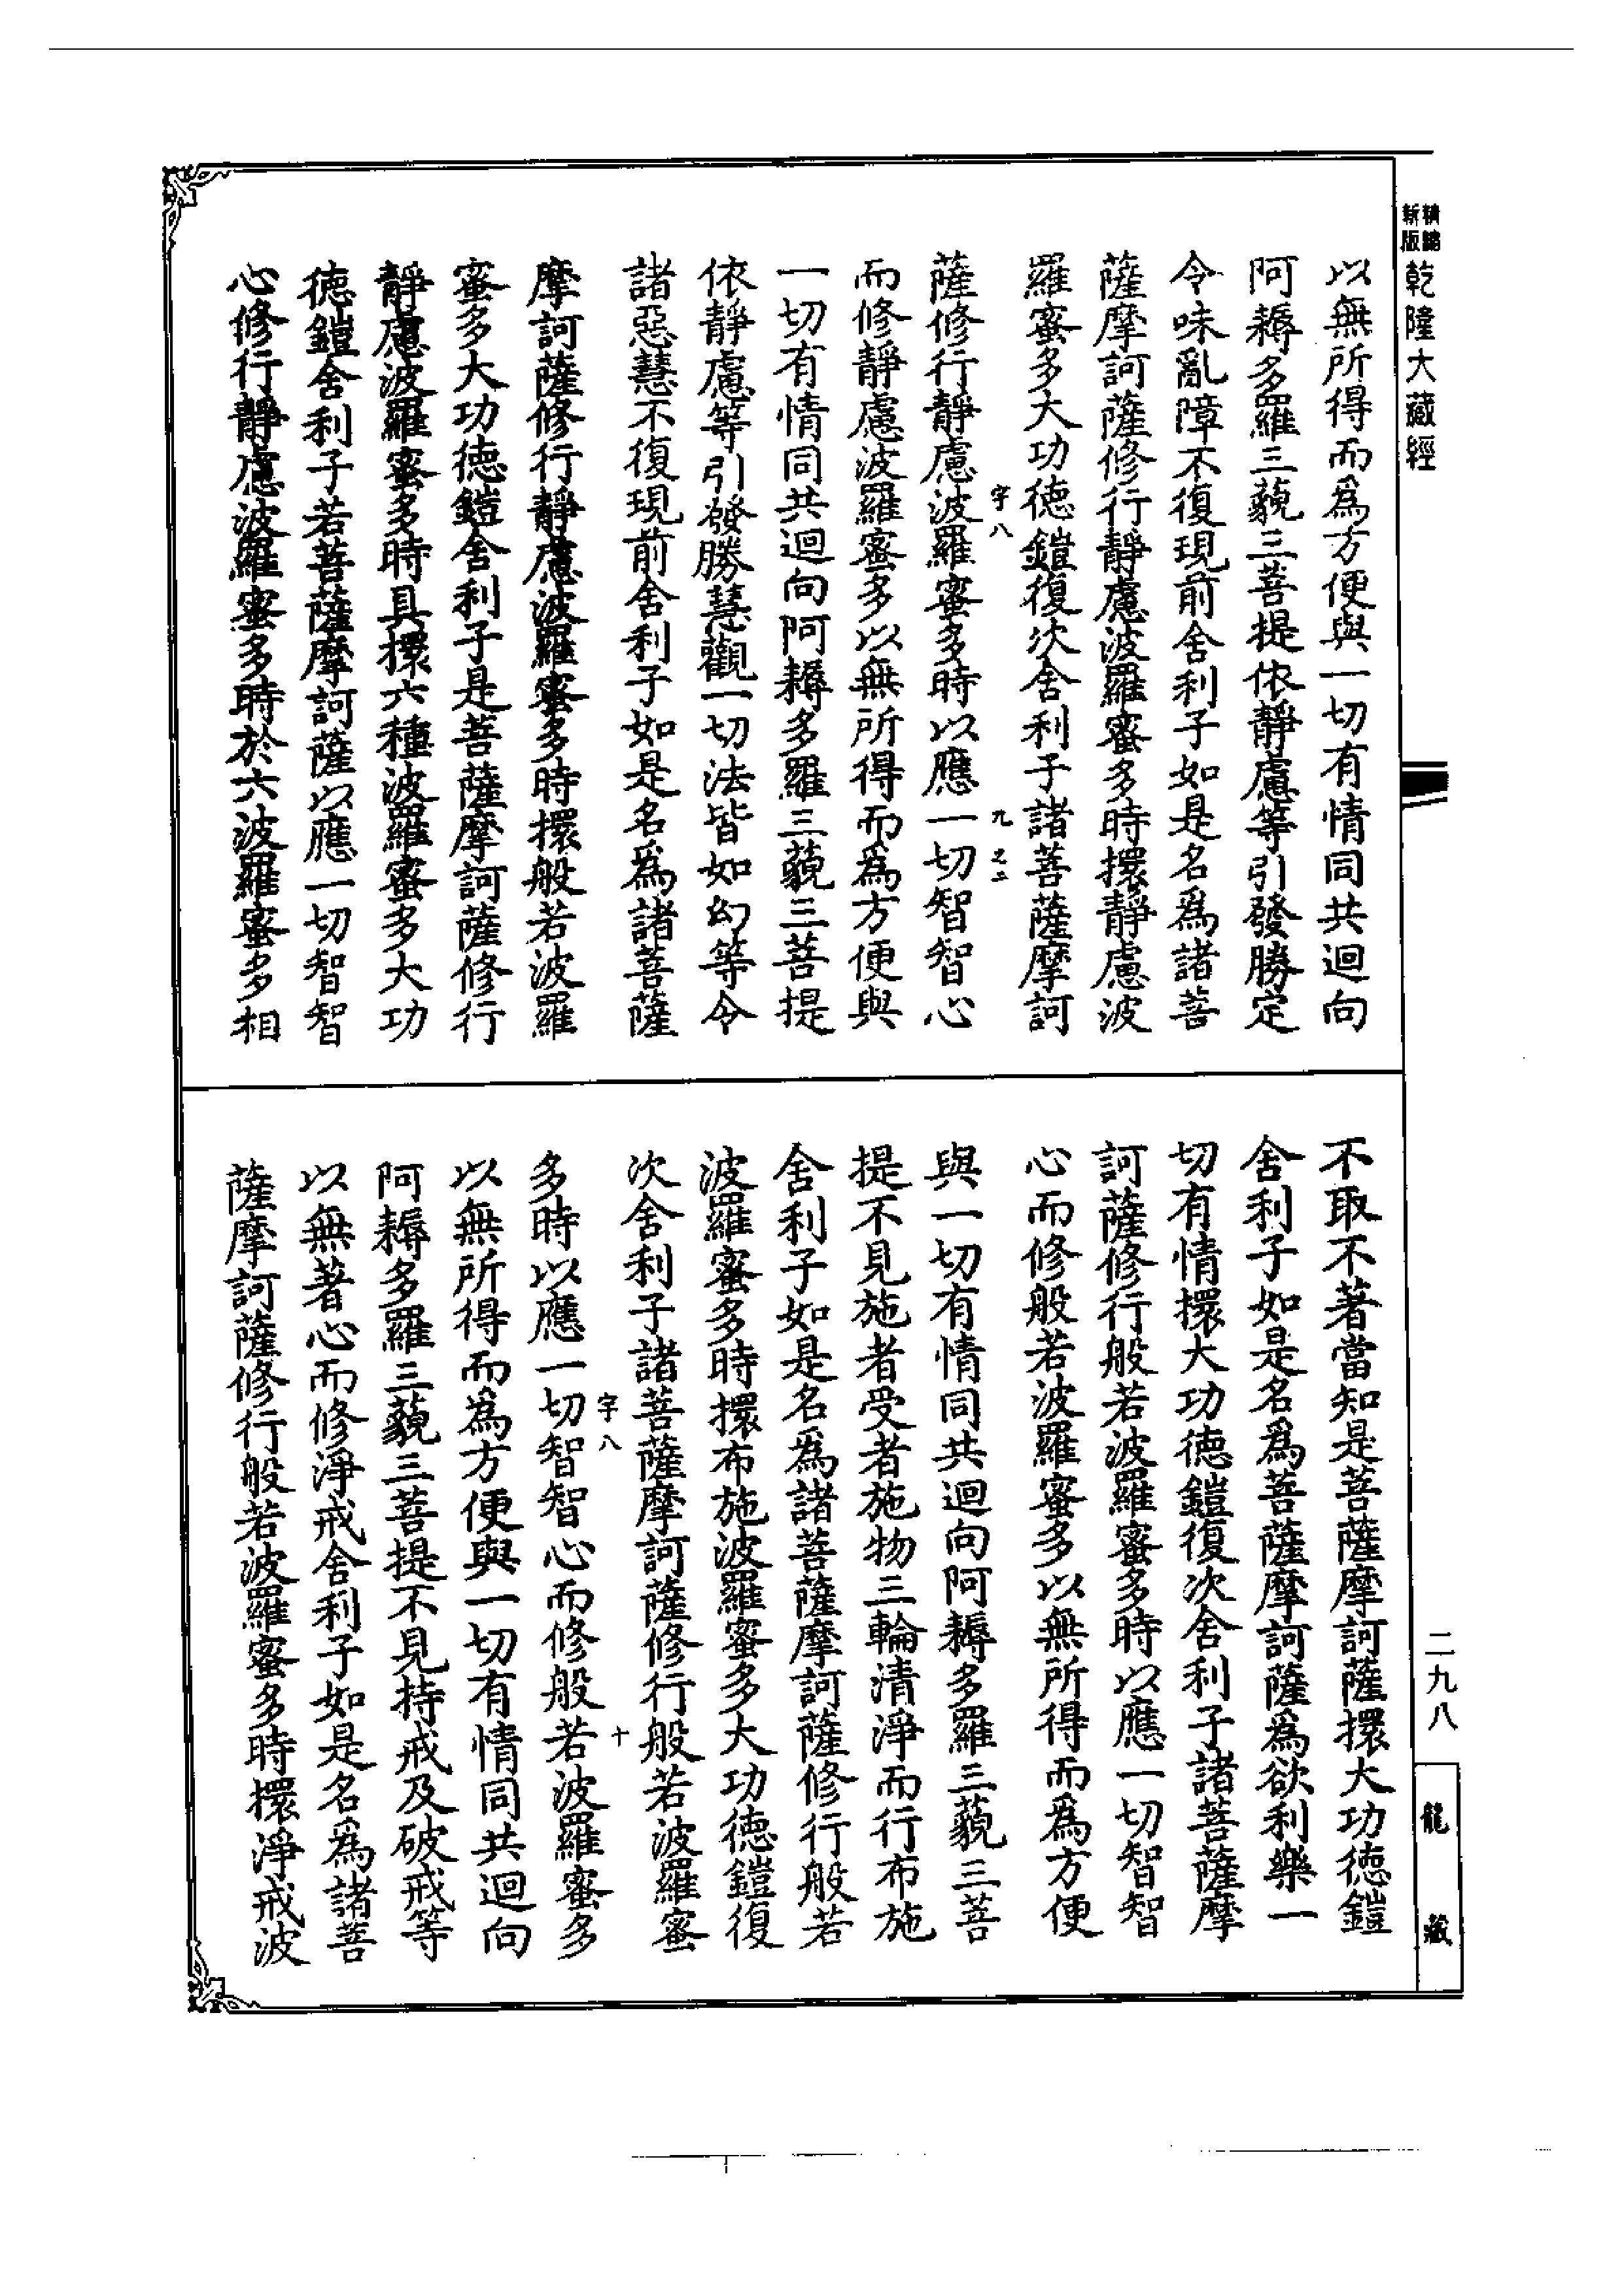 新版
精縮
乾隆大藏經
以無所得而為方便與一切有情同共迴向
阿耨多羅三藐三菩提依靜慮等引發勝定
令味亂障不復現前舍利子如是名為諸菩
薩摩訶薩修行靜慮波羅蜜多時擐靜慮波
羅蜜多大功德鎧復次舍利子諸菩薩摩訶
字八
九之二
薩修行靜慮波羅蜜多時以應一切智智心
而修靜慮波羅蜜多以無所得而為方便與
一切有情同共迴向阿耨多羅三藐三菩提
依靜慮等引發勝慧觀一切法皆如幻等令
諸惡慧不復現前舍利子如是名為諸菩薩
摩訶薩修行靜慮波羅蜜多時擐般若波羅
蜜多大功德鎧舍利子是菩薩摩訶薩修行
靜慮波羅蜜多時具擐六種波羅蜜多大功
德鎧舍利子若菩薩摩訶薩以應一切智智
心修行靜慮波羅蜜多時於六波羅蜜多相
不取不著當知是菩薩摩訶薩擐大功德鎧
舍利子如是名為菩薩摩訶薩為欲利樂一
切有情擐大功德鎧復次舍利子諸菩薩摩
訶薩修行般若波羅蜜多時以應一切智智
心而修般若波羅蜜多以無所得而為方便
與一切有情同共迴向阿耨多羅三藐三菩
提不見施者受者施物三輪清淨而行布施
舍利子如是名為諸菩薩摩訶薩修行般若
波羅蜜多時擐布施波羅蜜多大功德鎧復
次舍利子諸菩薩摩訶薩修行般若波羅蜜
字八
十
多時以應一切智智心而修般若波羅蜜多
以無所得而為方便與一切有情同共迴向
阿耨多羅三藐三菩提不見持戒及破戒等
以無著心而修淨戒舍利子如是名為諸菩
薩摩訶薩修行般若波羅蜜多時擐淨戒波
二九八
龍藏